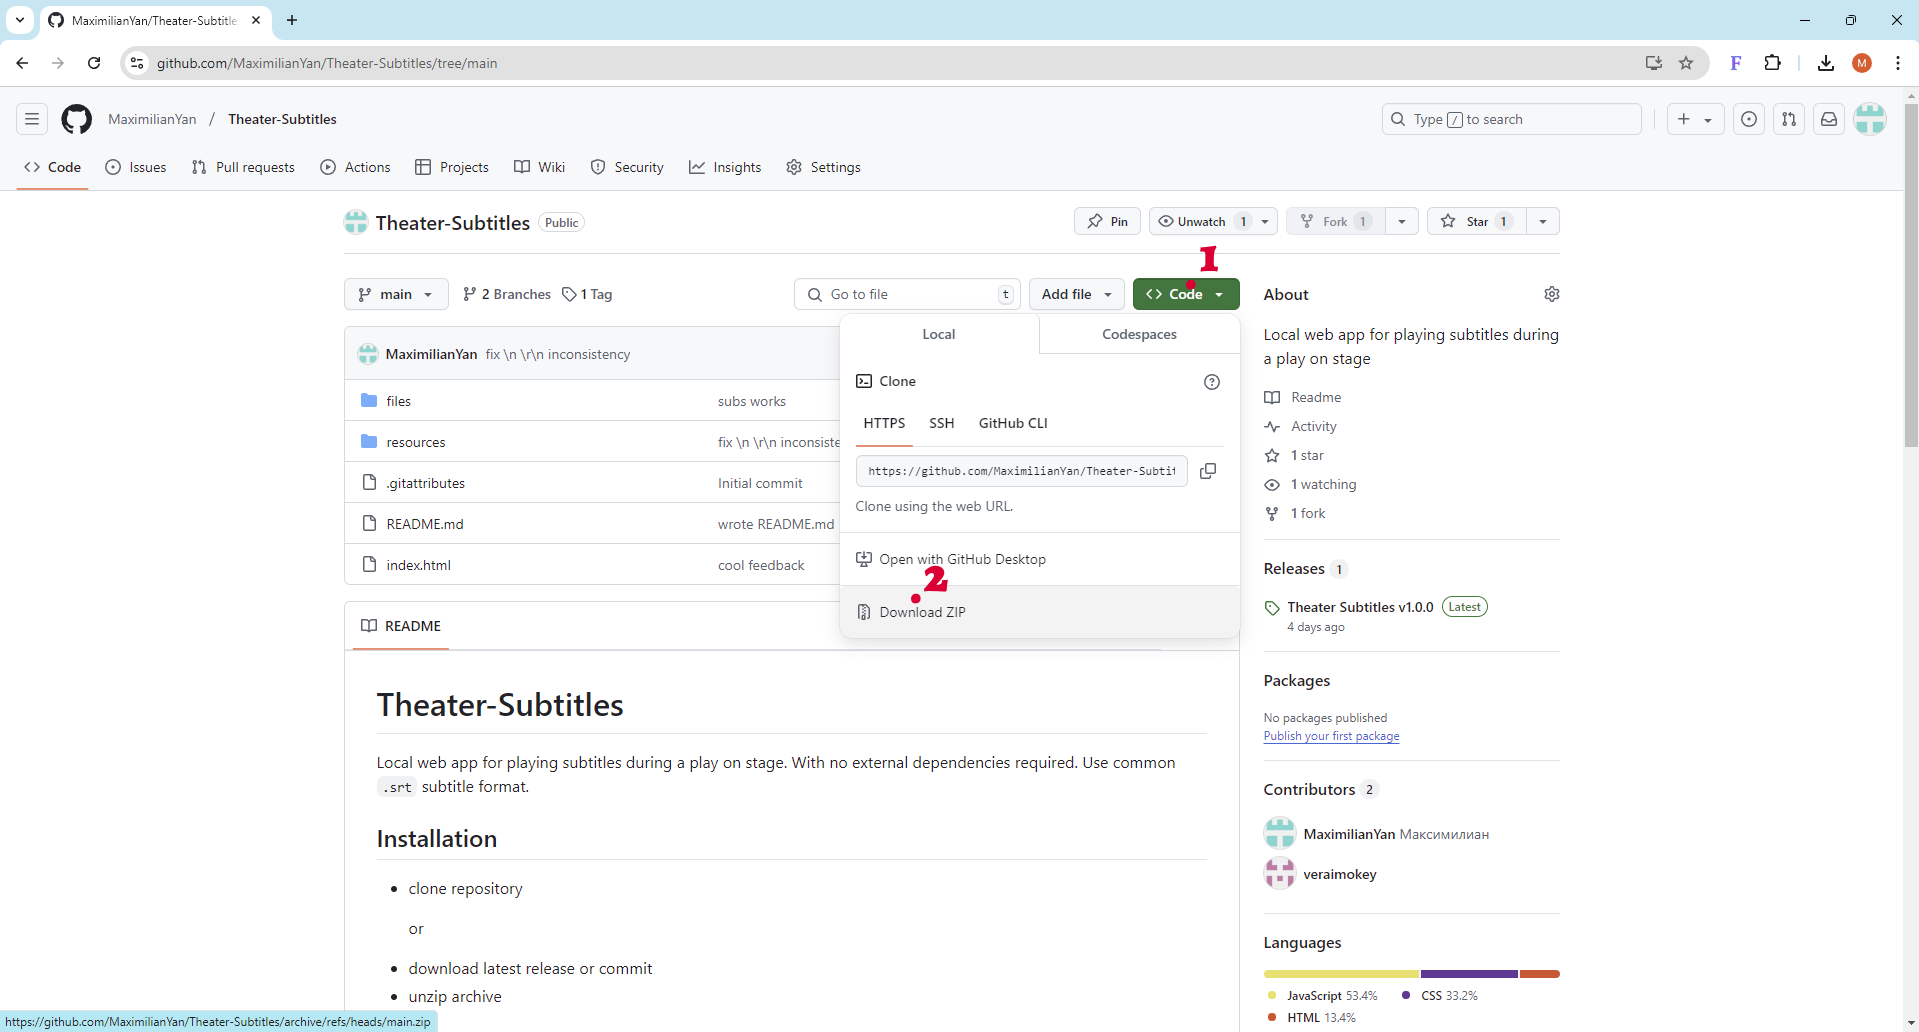 MaximilianYan/Theater-Subtitle
github.com/MaximilianYan/Theater-Subtitles/tree/main
F
M
MaximilianYan / Theater-Subtitles
Type / to search
Code
Issues
Pull requests
Actions
Projects
Wiki
Security
Insights
Settings
Theater-Subtitles Public
Pin
Unwatch 1
Fork 1
Star 1
1
main
2 Branches
1 Tag
Go to file t
Add file
Code
MaximilianYan fix \n \r\n inconsistency
files subs works
resources fix \n \r\n inconsiste
.gitattributes Initial commit
README.md wrote README.md
index.html cool feedback
Local Codespaces
Clone
HTTPS SSH GitHub CLI
https://github.com/MaximilianYan/Theater-Subtit
Clone using the web URL.
Open with GitHub Desktop
2
Download ZIP
README
Theater-Subtitles
Local web app for playing subtitles during a play on stage. With no external dependencies required. Use common
.srt subtitle format.
Installation
clone repository
or
download latest release or commit
unzip archive
About
Local web app for playing subtitles during
a play on stage
Readme
Activity
1 star
1 watching
1 fork
Releases 1
Theater Subtitles v1.0.0 Latest
4 days ago
Packages
No packages published
Publish your first package
Contributors 2
MaximilianYan Максимилиан
veraimokey
Languages
JavaScript 53.4% CSS 33.2%
HTML 13.4%
https://github.com/MaximilianYan/Theater-Subtitles/archive/refs/heads/main.zip